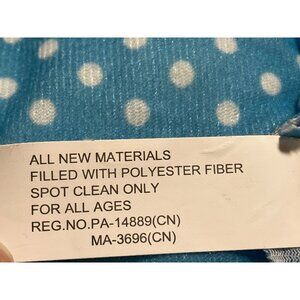 ALL NEW MATERIALS
FILLED WITH POLYESTER FIBER
SPOT CLEAN ONLY
FOR ALL AGES
REG.NO.PA-14889(CN)
MA-3696(CN)